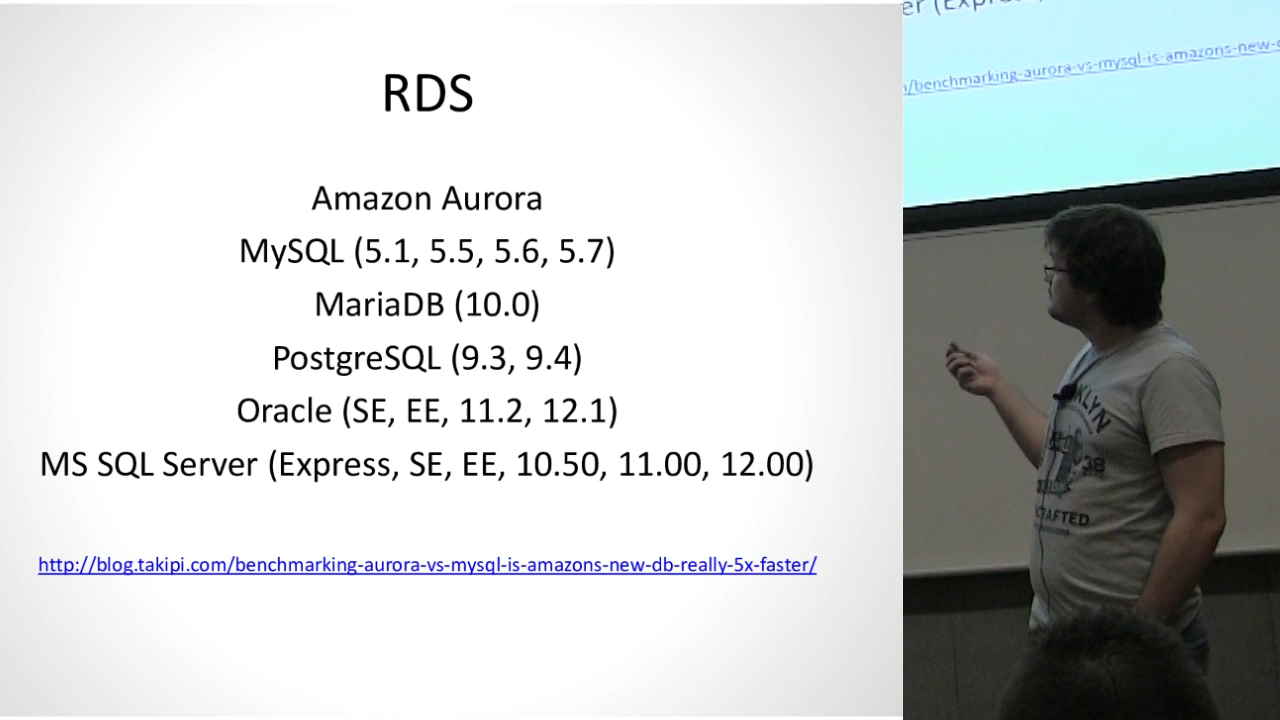 RDS
Amazon Aurora
MySQL (5.1, 5.5, 5.6, 5.7)
MariaDB (10.0)
PostgreSQL (9.3, 9.4)
Oracle (SE, EE, 11.2, 12.1)
MS SQL Server (Express, SE, EE, 10.50, 11.00, 12.00)
http://blog.takipi.com/benchmarking-aurora-vs-mysql-is-amazons-new-db-really-5x-faster/
/benchmarking-aurora-vs-mysql-is-amazons-new-
KLYN
38
AFTED